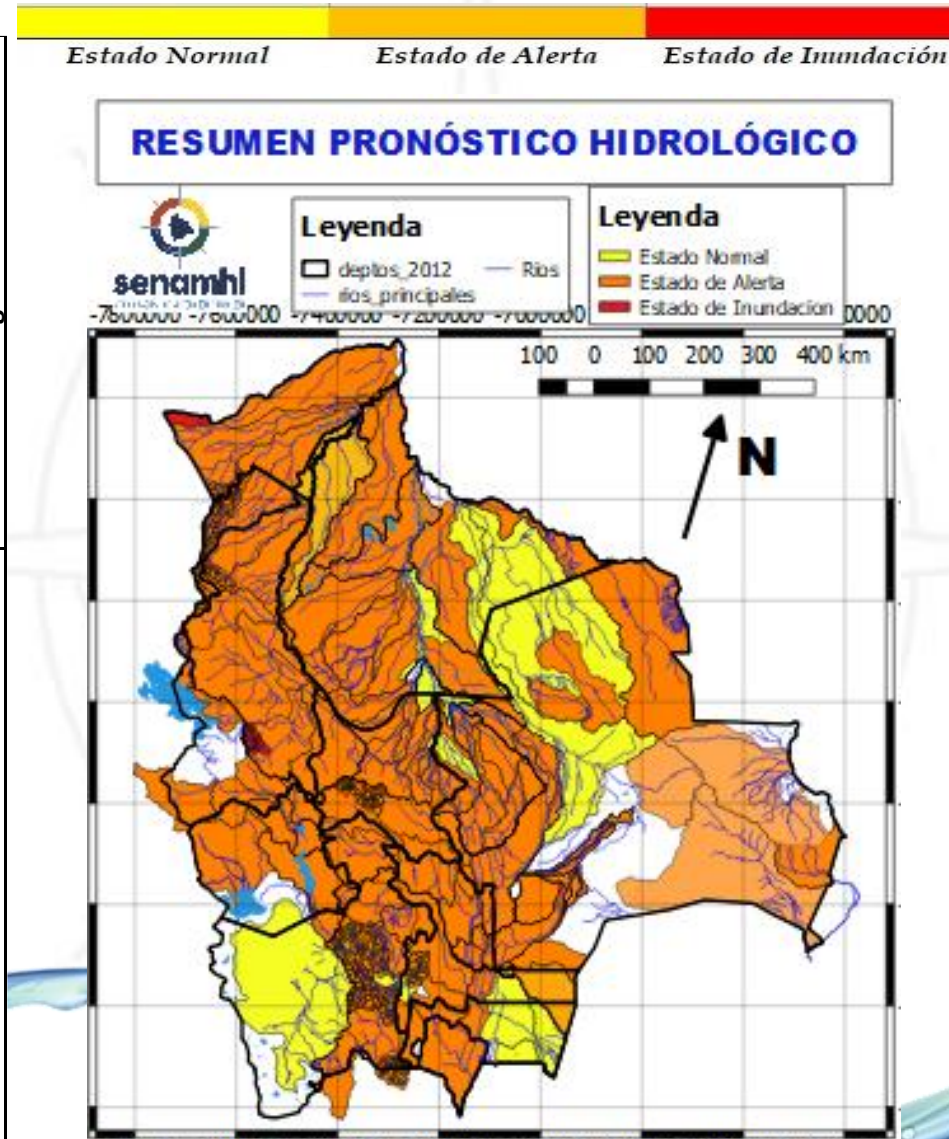 Estado Normal Estado de Alerta Estado de Inundación
RESUMEN PRONÓSTICO HIDROLÓGICO
senamhi
Leyenda
deptos_2012 Rios
rios_principales
Leyenda
Estado Normal
Estado de Alerta
Estado de Inundacion
-7800000 -7600000 -7400000 -7200000 -7000000 0000
100 0 100 200 300 400 km
N